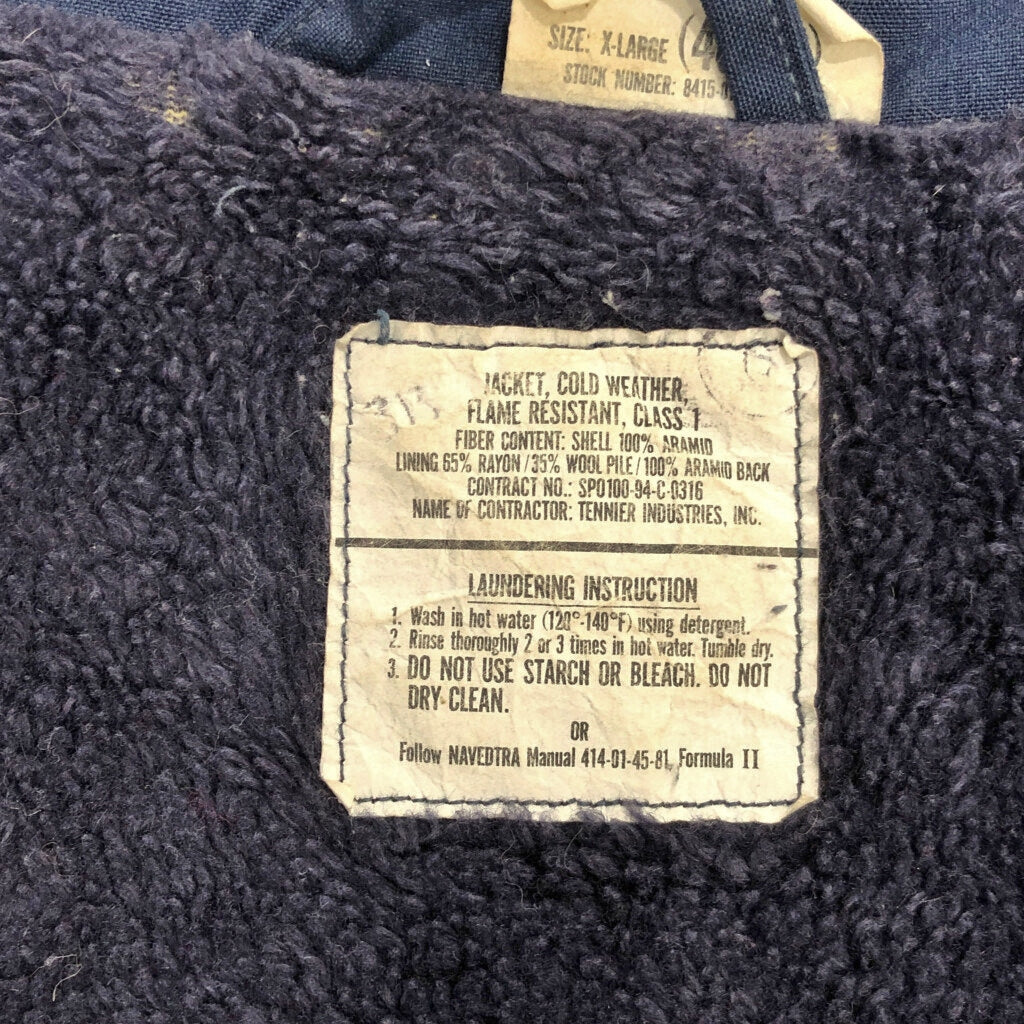 SIZE: X-LARGE (4
STOCK NUMBER: 8415-0
JACKET, COLD WEATHER,
FLAME RESISTANT, CLASS 1
FIBER CONTENT: SHELL 100% ARAMID
LINING 65% RAYON/35% WOOL PILE/100% ARAMID BACK
CONTRACT NO.: SPO100-94-C-0316
NAME OF CONTRACTOR: TENNIER INDUSTRIES, INC.
LAUNDERING INSTRUCTION
1. Wash in hot water (120°-140°F) using detergent.
2. Rinse thoroughly 2 or 3 times in hot water. Tumble dry.
3. DO NOT USE STARCH OR BLEACH. DO NOT
DRY-CLEAN.
OR
Follow NAVEDTRA Manual 414-01-45-81, Formula II